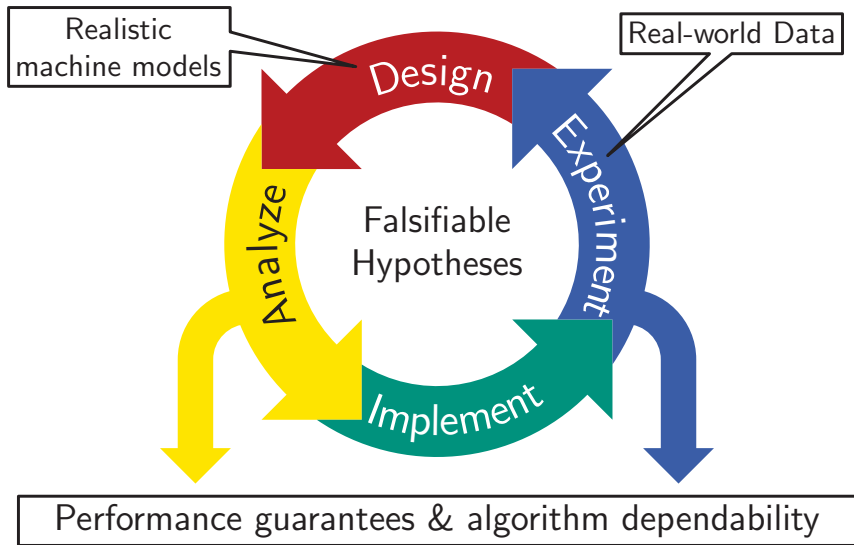 Realistic
machine models
Real-world Data
Design
Experiment
Analyze
Falsifiable
Hypotheses
Implement
Performance guarantees & algorithm dependability